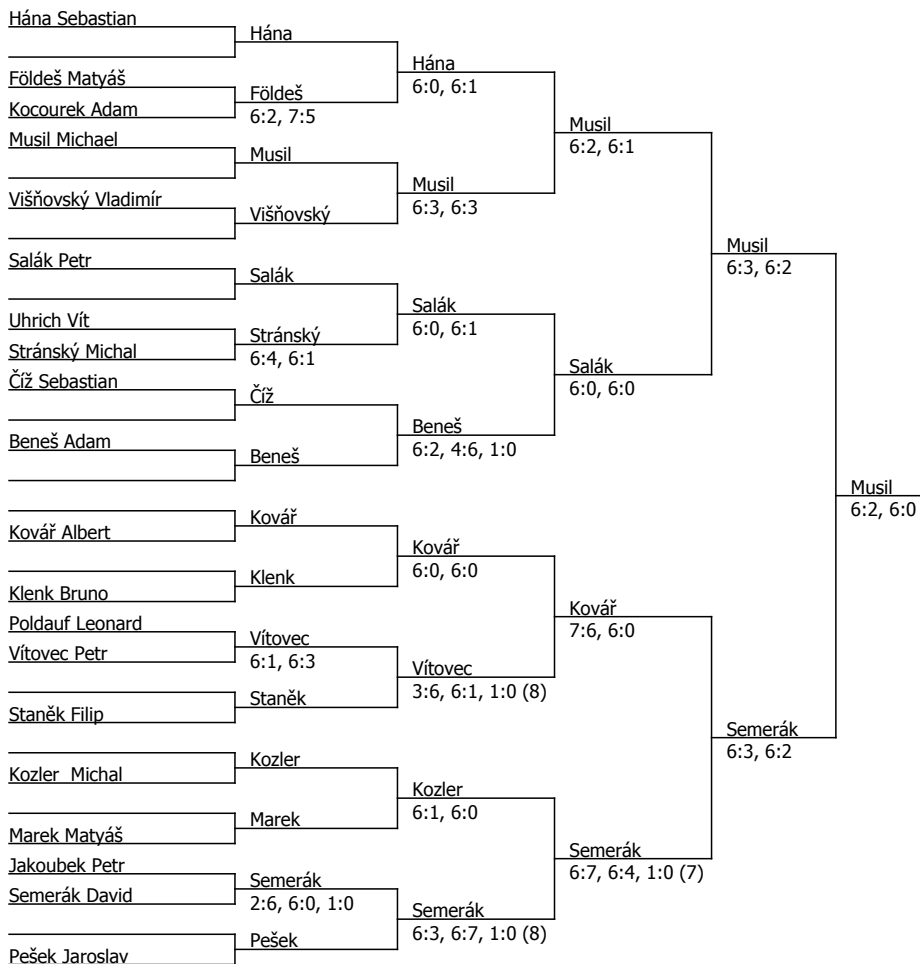 Hána Sebastian
Földeš Matyáš
Kocourek Adam
Musil Michael
Višňovský Vladimír
Salák Petr
Uhrich Vít
Stránský Michal
Číž Sebastian
Beneš Adam
Kovář Albert
Klenk Bruno
Poldauf Leonard
Vítovec Petr
Staněk Filip
Kozler  Michal
Marek Matyáš
Jakoubek Petr
Semerák David
Pešek Jaroslav
Hána
Földeš
6:2, 7:5
Musil
Višňovský
Salák
Stránský
6:4, 6:1
Číž
Beneš
Kovář
Klenk
Vítovec
6:1, 6:3
Staněk
Kozler
Marek
Semerák
2:6, 6:0, 1:0
Pešek
Hána
6:0, 6:1
Musil
6:3, 6:3
Salák
6:0, 6:1
Beneš
6:2, 4:6, 1:0
Kovář
6:0, 6:0
Vítovec
3:6, 6:1, 1:0 (8)
Kozler
6:1, 6:0
Semerák
6:3, 6:7, 1:0 (8)
Musil
6:2, 6:1
Salák
6:0, 6:0
Kovář
7:6, 6:0
Semerák
6:7, 6:4, 1:0 (7)
Musil
6:3, 6:2
Semerák
6:3, 6:2
Musil
6:2, 6:0